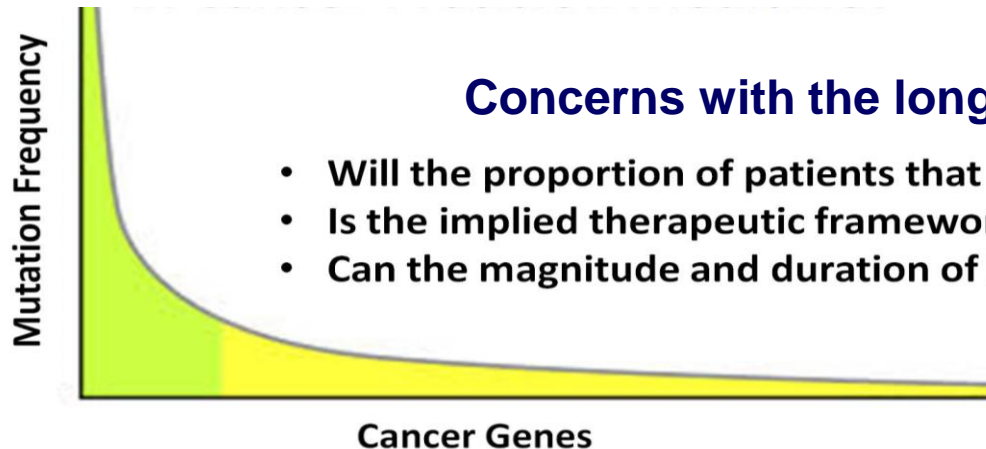 Concerns with the long
• Will the proportion of patients that
• Is the implied therapeutic framewor
• Can the magnitude and duration of
Mutation Frequency
Cancer Genes